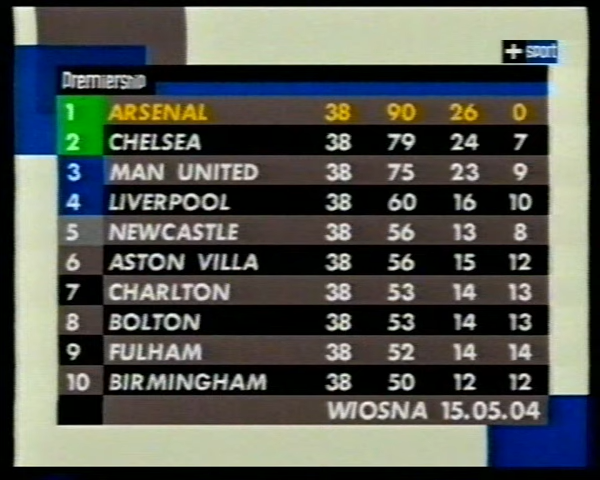 + sport
Premiership
1 ARSENAL 38 90 26 0
2 CHELSEA 38 79 24 7
3 MAN UNITED 38 75 23 9
4 LIVERPOOL 38 60 16 10
5 NEWCASTLE 38 56 13 8
6 ASTON VILLA 38 56 15 12
7 CHARLTON 38 53 14 13
8 BOLTON 38 53 14 13
9 FULHAM 38 52 14 14
10 BIRMINGHAM 38 50 12 12
WIOSNA 15.05.04